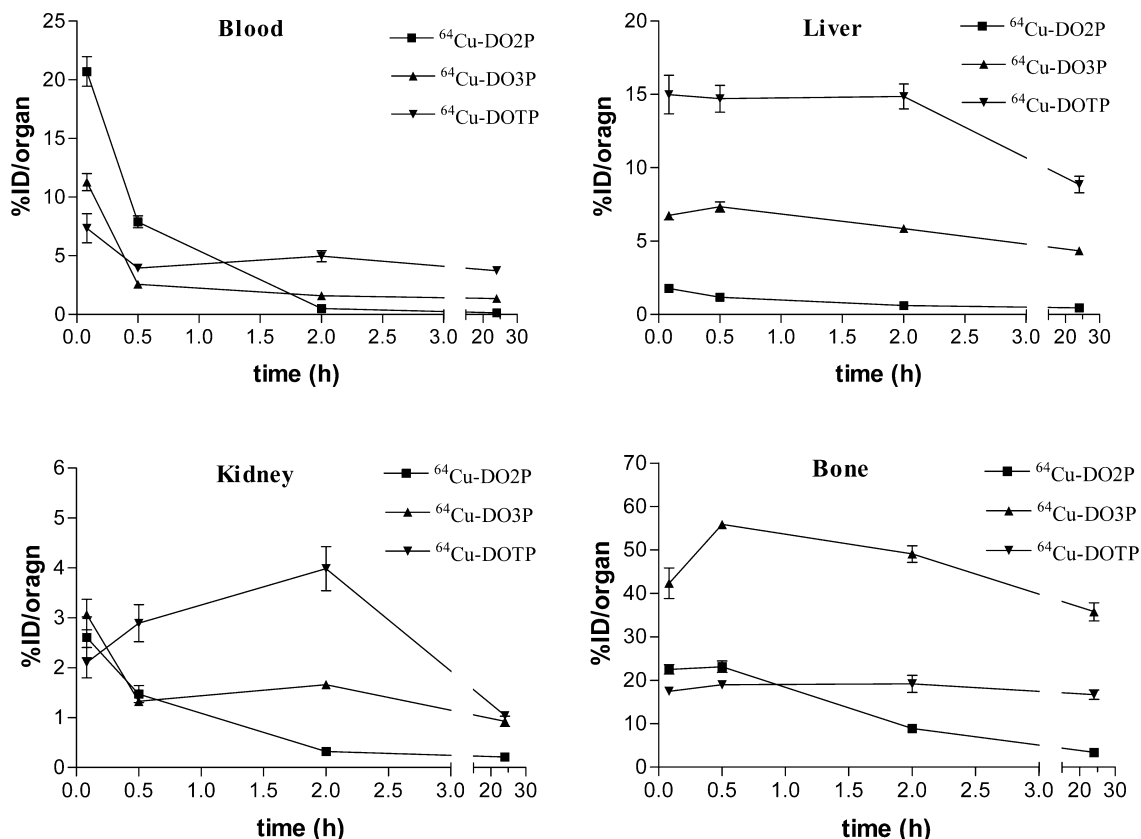 Blood
⁶⁴Cu-DO2P
⁶⁴Cu-DO3P
⁶⁴Cu-DOTP
%ID/organ
25
20
15
10
5
0
0.0 0.5 1.0 1.5 2.0 2.5 3.0 20 30
time (h)
Liver
⁶⁴Cu-DO2P
⁶⁴Cu-DO3P
⁶⁴Cu-DOTP
%ID/oragn
20
15
10
5
0
0.0 0.5 1.0 1.5 2.0 2.5 3.0 20 30
time (h)
Kidney
⁶⁴Cu-DO2P
⁶⁴Cu-DO3P
⁶⁴Cu-DOTP
%ID/oragn
6
5
4
3
2
1
0
0.0 0.5 1.0 1.5 2.0 2.5 3.0 20 30
time (h)
Bone
⁶⁴Cu-DO2P
⁶⁴Cu-DO3P
⁶⁴Cu-DOTP
%ID/organ
70
60
50
40
30
20
10
0
0.0 0.5 1.0 1.5 2.0 2.5 3.0 20 30
time (h)